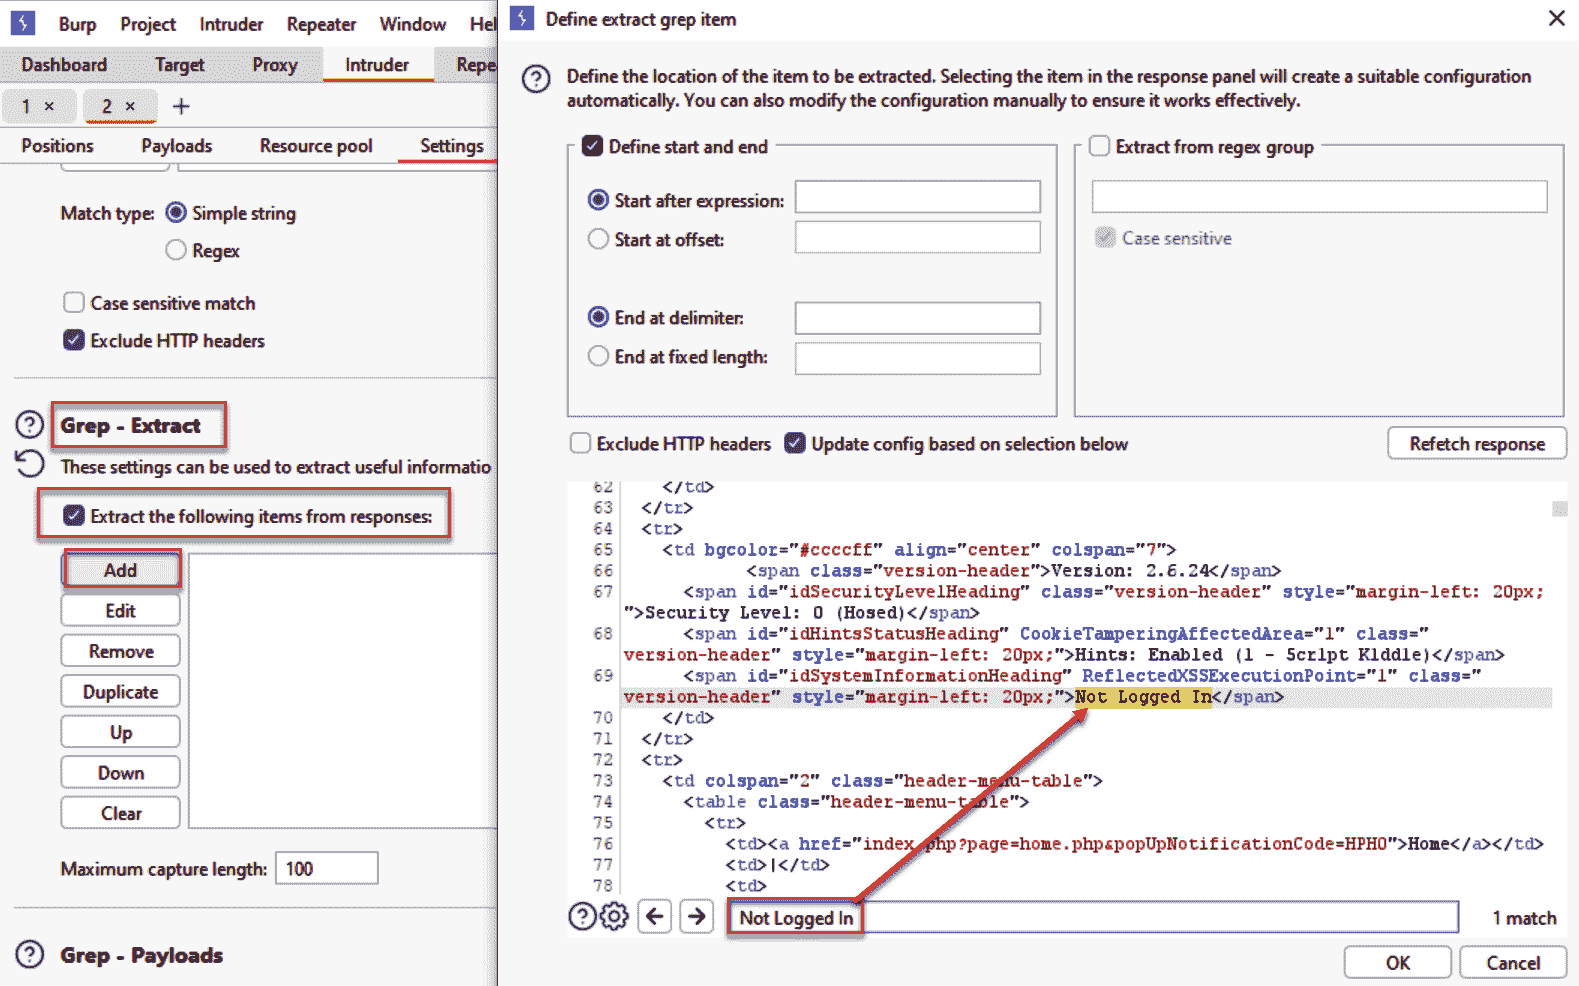 Burp Project Intruder Repeater Window Hel
Dashboard Target Proxy Intruder Repe
1 × 2 × +
Positions Payloads Resource pool Settings
Match type: Simple string
Regex
Case sensitive match
Exclude HTTP headers
Grep - Extract
These settings can be used to extract useful informatio
Extract the following items from responses:
Add
Edit
Remove
Duplicate
Up
Down
Clear
Maximum capture length: 100
Grep - Payloads
Define extract grep item
Define the location of the item to be extracted. Selecting the item in the response panel will create a suitable configuration
automatically. You can also modify the configuration manually to ensure it works effectively.
Define start and end
Start after expression:
Start at offset:
End at delimiter:
End at fixed length:
Extract from regex group
Case sensitive
Exclude HTTP headers Update config based on selection below Refetch response
62 </td>
63 </tr>
64 <tr>
65 <td bgcolor="#ccccff" align="center" colspan="7">
66 <span class="version-header">Version: 2.6.24</span>
67 <span id="idSecurityLevelHeading" class="version-header" style="margin-left: 20px;
">Security Level: 0 (Hosed)</span>
68 <span id="idHintsStatusHeading" CookieTamperingAffectedArea="1" class="
version-header" style="margin-left: 20px;">Hints: Enabled (1 - 5cr1pt K1ddle)</span>
69 <span id="idSystemInformationHeading" ReflectedXSSExecutionPoint="1" class="
version-header" style="margin-left: 20px;">Not Logged In</span>
70 </td>
71 </tr>
72 <tr>
73 <td colspan="2" class="header-menu-table">
74 <table class="header-menu-table">
75 <tr>
76 <td><a href="index.php?page=home.php&popUpNotificationCode=HPH0">Home</a></td>
77 <td>|</td>
78 <td>
Not Logged In 1 match
OK Cancel